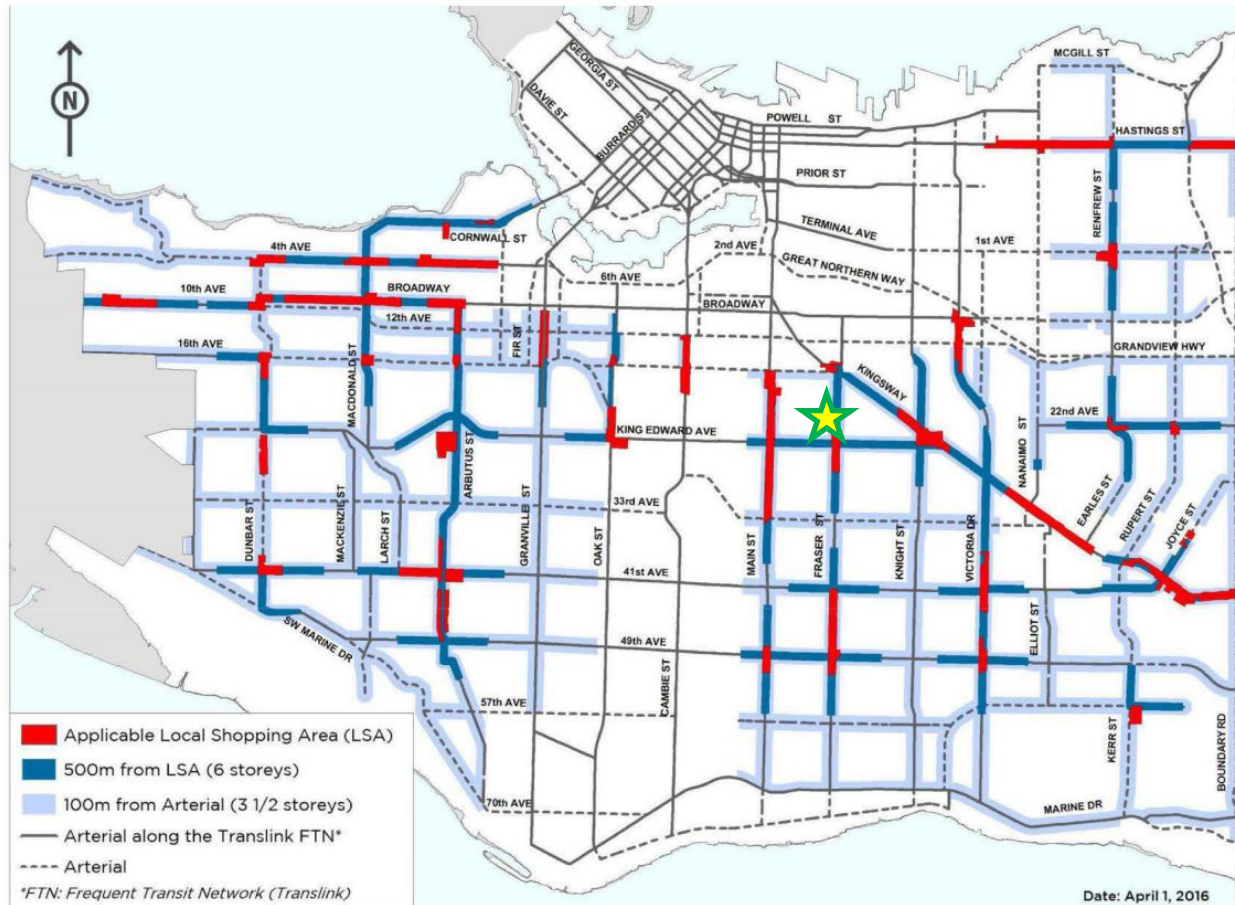 N
GEORGIA ST
DAVIE ST
BURRARD ST
POWELL ST
MCGILL ST
HASTINGS ST
PRIOR ST
RENFREW ST
TERMINAL AVE
CORNWALL ST
4th AVE
2nd AVE
1st AVE
GREAT NORTHERN WAY
6th AVE
10th AVE
BROADWAY
BROADWAY
12th AVE
FIR ST
16th AVE
MACDONALD ST
GRANDVIEW HWY
KINGSWAY
22nd AVE
KING EDWARD AVE
NANAIMO ST
ARBUTUS ST
GRANVILLE ST
33rd AVE
EARLES ST
RUPERT ST
JOYCE ST
DUNBAR ST
MACKENZIE ST
LARCH ST
OAK ST
MAIN ST
FRASER ST
KNIGHT ST
VICTORIA DR
41st AVE
ELLIOT ST
SW MARINE DR
49th AVE
CAMBIE ST
57th AVE
KERR ST
BOUNDARY RD
70th AVE
MARINE DR
Applicable Local Shopping Area (LSA)
500m from LSA (6 storeys)
100m from Arterial (3 1/2 storeys)
Arterial along the Translink FTN*
Arterial
*FTN: Frequent Transit Network (Translink)
Date: April 1, 2016